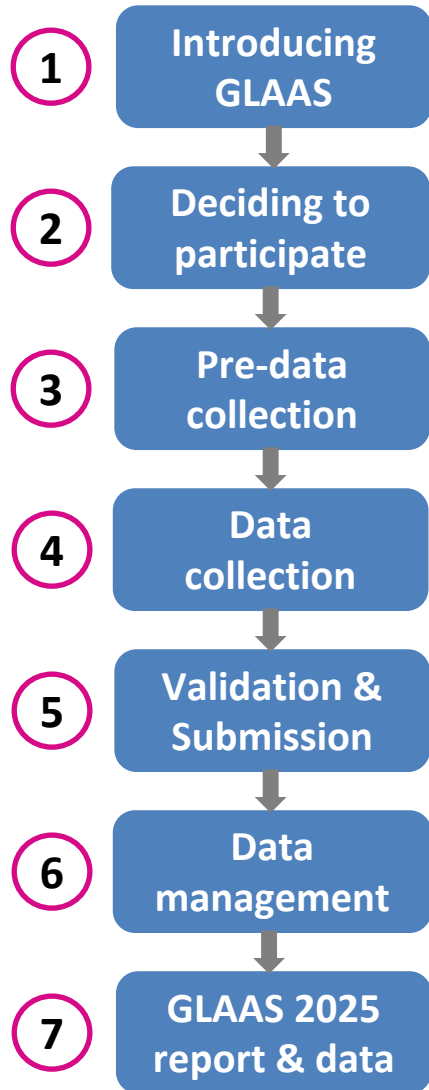 1
Introducing
GLAAS
2
Deciding to
participate
3
Pre-data
collection
4
Data
collection
5
Validation &
Submission
6
Data
management
7
GLAAS 2025
report & data